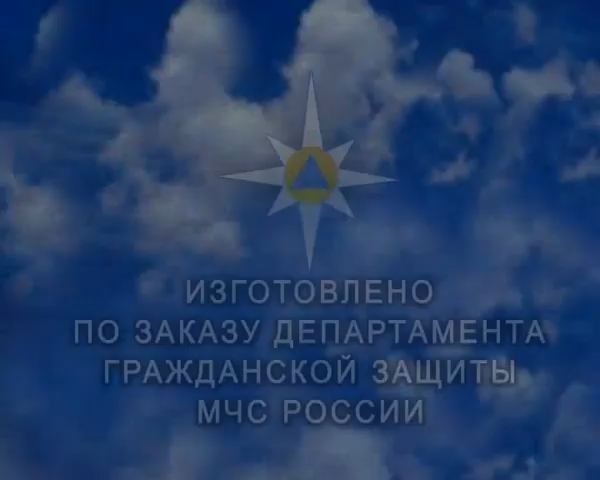 ИЗГОТОВЛЕНО
ПО ЗАКАЗУ ДЕПАРТАМЕНТА
ГРАЖДАНСКОЙ ЗАЩИТЫ
МЧС РОССИИ